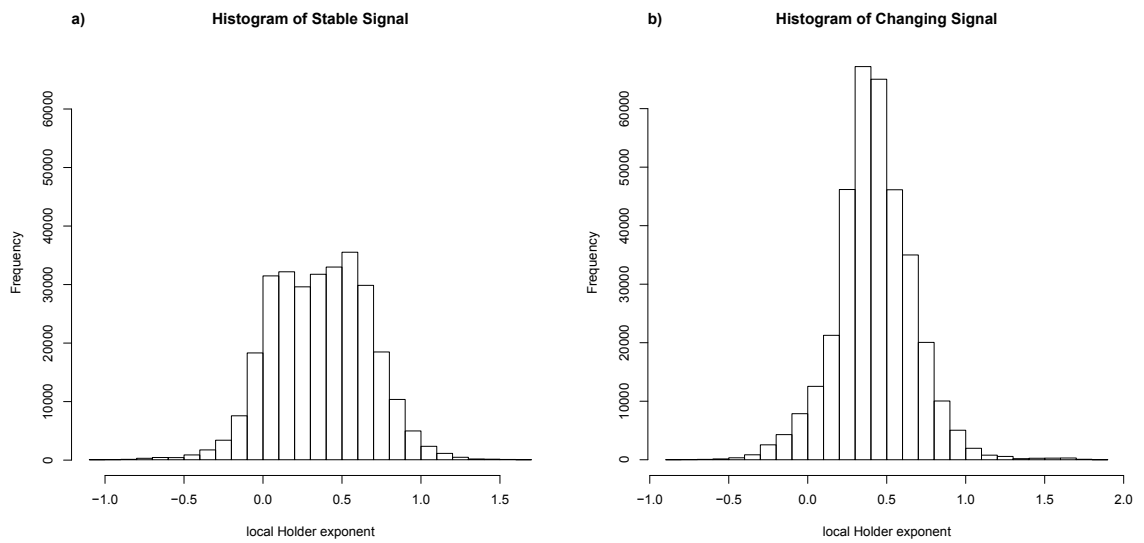 a) Histogram of Stable Signal
Frequency
60000
50000
40000
30000
20000
10000
0
−1.0 −0.5 0.0 0.5 1.0 1.5
local Holder exponent
b) Histogram of Changing Signal
Frequency
60000
50000
40000
30000
20000
10000
0
−1.0 −0.5 0.0 0.5 1.0 1.5 2.0
local Holder exponent